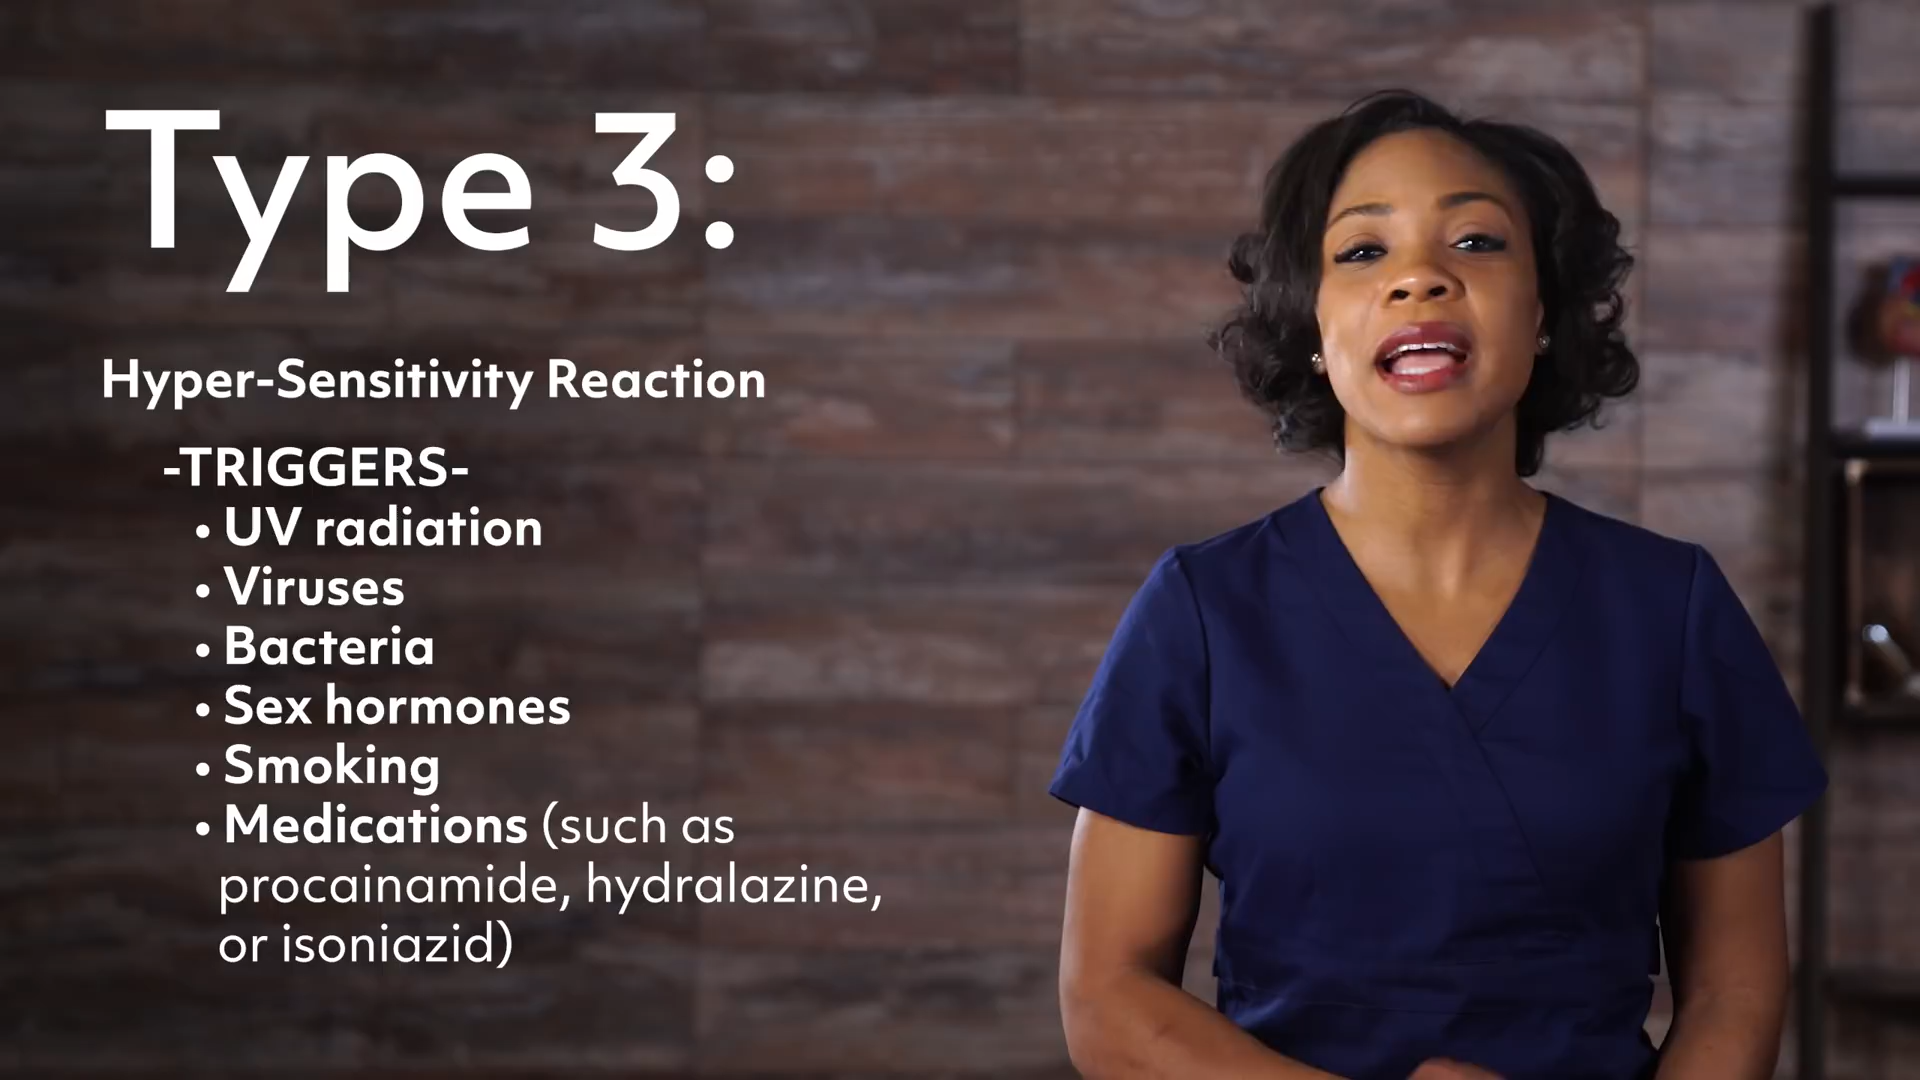 Type 3:
Hyper-Sensitivity Reaction
-TRIGGERS-
• UV radiation
• Viruses
• Bacteria
• Sex hormones
• Smoking
• Medications (such as
procainamide, hydralazine,
or isoniazid)